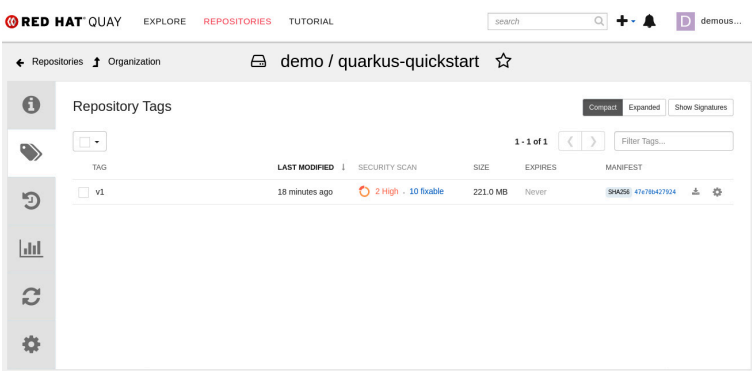 RED HAT® QUAY EXPLORE REPOSITORIES TUTORIAL search D demous...
Repositories Organization demo / quarkus-quickstart
Repository Tags Compact Expanded Show Signatures
1 - 1 of 1 Filter Tags...
TAG LAST MODIFIED ↓ SECURITY SCAN SIZE EXPIRES MANIFEST
v1 18 minutes ago 2 High · 10 fixable 221.0 MB Never SHA256 47e70b427924